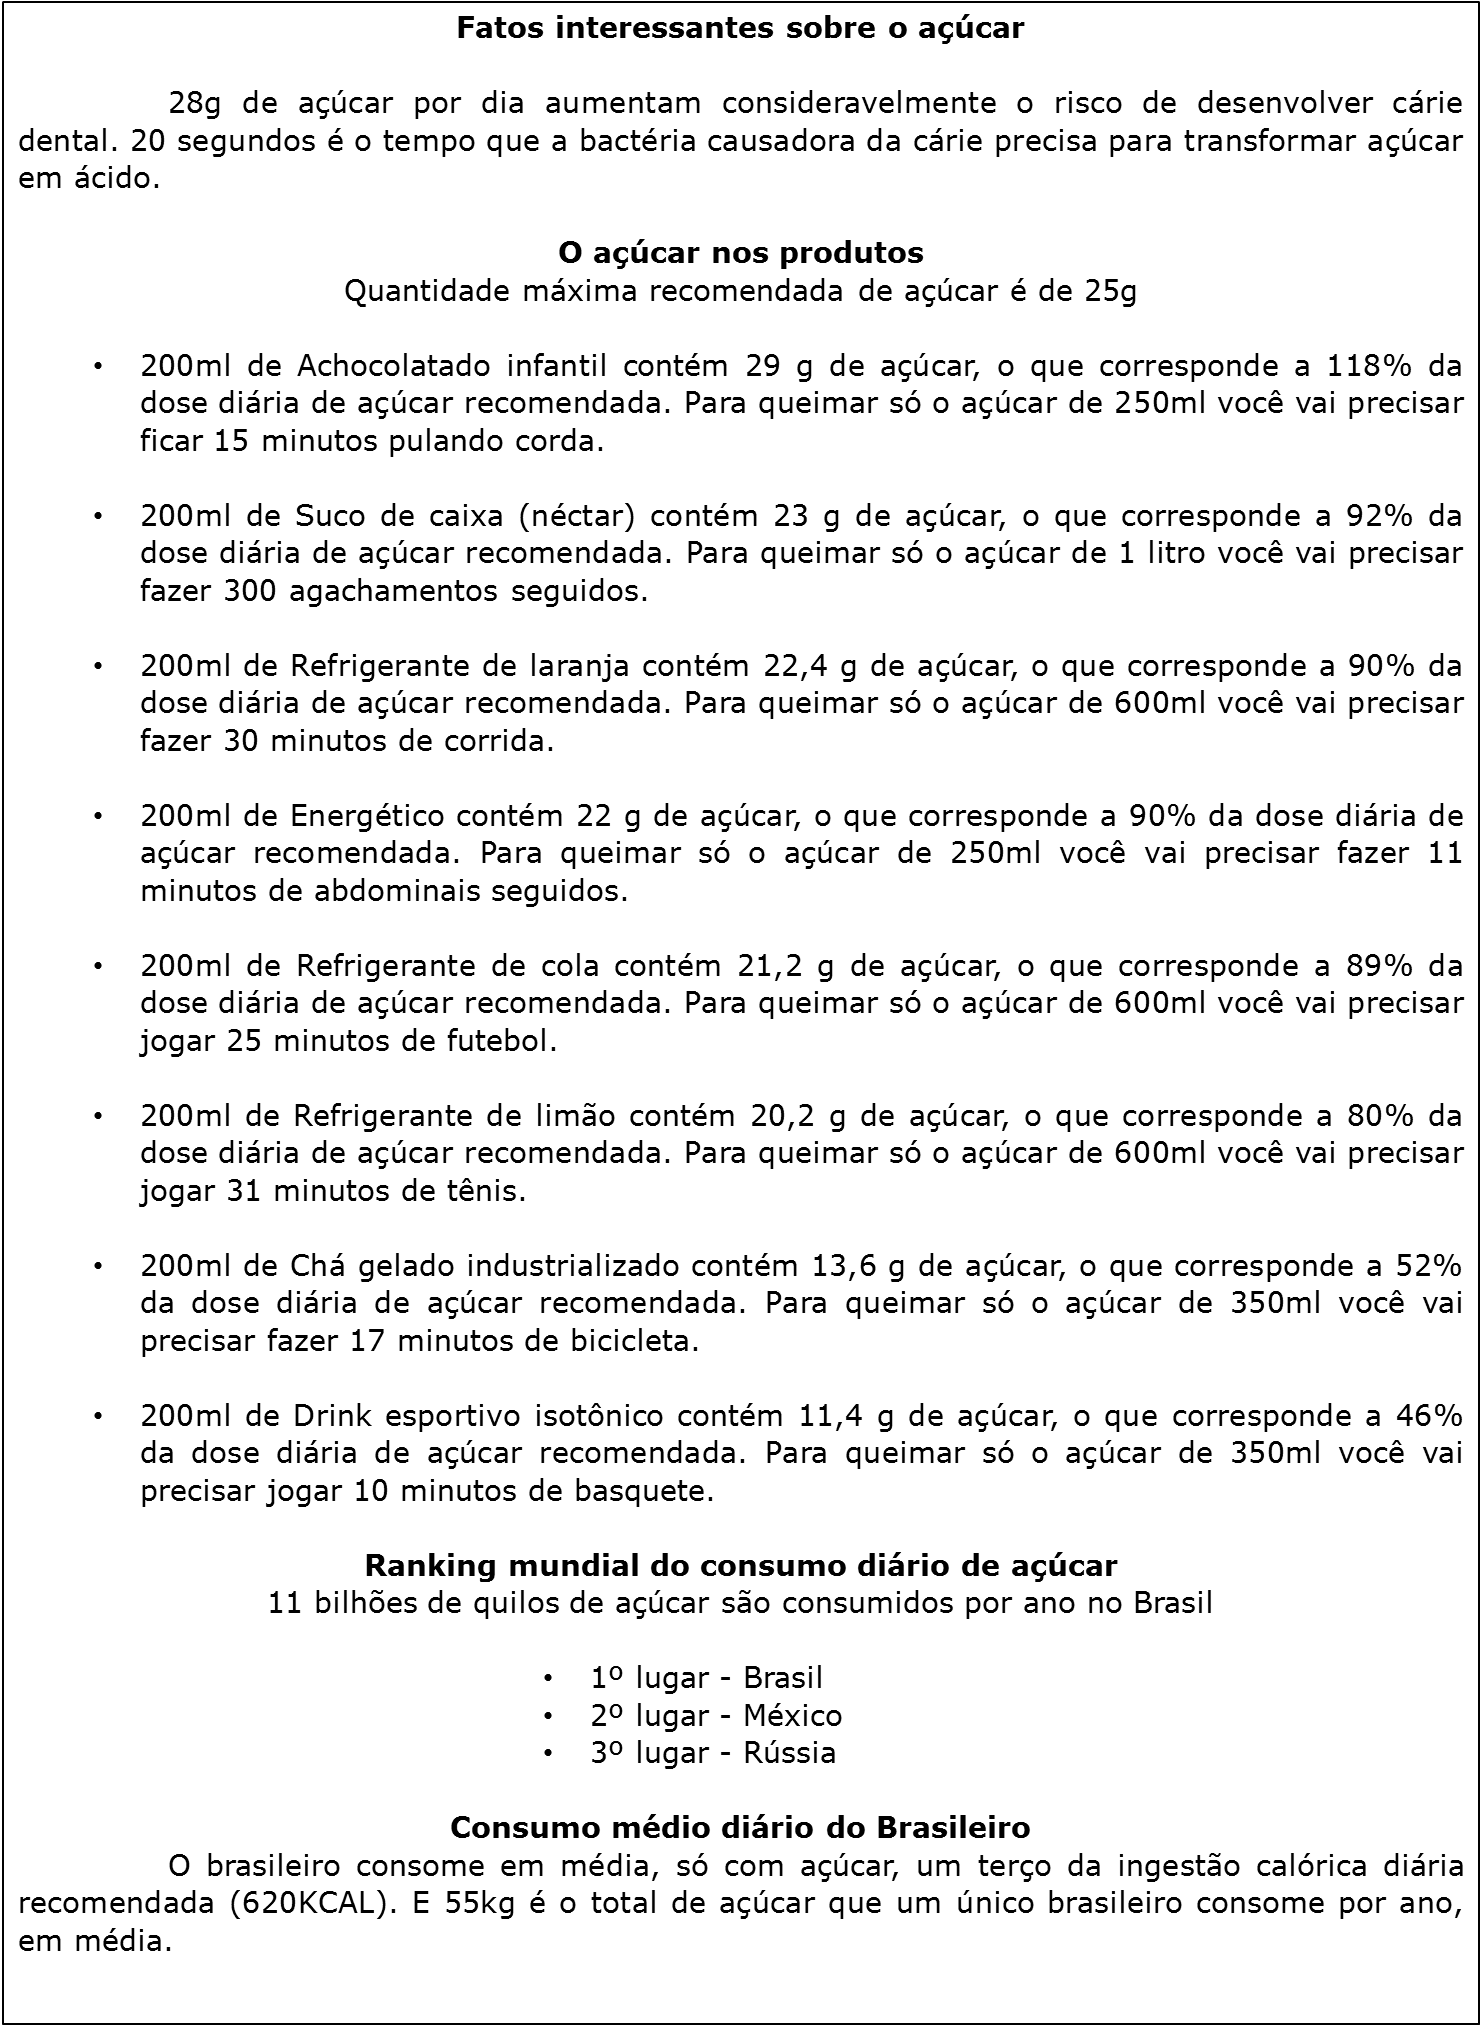 Fatos interessantes sobre o açúcar
28g de açúcar por dia aumentam consideravelmente o risco de desenvolver cárie
dental. 20 segundos é o tempo que a bactéria causadora da cárie precisa para transformar açúcar
em ácido.
O açúcar nos produtos
Quantidade máxima recomendada de açúcar é de 25g
• 200ml de Achocolatado infantil contém 29 g de açúcar, o que corresponde a 118% da
dose diária de açúcar recomendada. Para queimar só o açúcar de 250ml você vai precisar
ficar 15 minutos pulando corda.
• 200ml de Suco de caixa (néctar) contém 23 g de açúcar, o que corresponde a 92% da
dose diária de açúcar recomendada. Para queimar só o açúcar de 1 litro você vai precisar
fazer 300 agachamentos seguidos.
• 200ml de Refrigerante de laranja contém 22,4 g de açúcar, o que corresponde a 90% da
dose diária de açúcar recomendada. Para queimar só o açúcar de 600ml você vai precisar
fazer 30 minutos de corrida.
• 200ml de Energético contém 22 g de açúcar, o que corresponde a 90% da dose diária de
açúcar recomendada. Para queimar só o açúcar de 250ml você vai precisar fazer 11
minutos de abdominais seguidos.
• 200ml de Refrigerante de cola contém 21,2 g de açúcar, o que corresponde a 89% da
dose diária de açúcar recomendada. Para queimar só o açúcar de 600ml você vai precisar
jogar 25 minutos de futebol.
• 200ml de Refrigerante de limão contém 20,2 g de açúcar, o que corresponde a 80% da
dose diária de açúcar recomendada. Para queimar só o açúcar de 600ml você vai precisar
jogar 31 minutos de tênis.
• 200ml de Chá gelado industrializado contém 13,6 g de açúcar, o que corresponde a 52%
da dose diária de açúcar recomendada. Para queimar só o açúcar de 350ml você vai
precisar fazer 17 minutos de bicicleta.
• 200ml de Drink esportivo isotônico contém 11,4 g de açúcar, o que corresponde a 46%
da dose diária de açúcar recomendada. Para queimar só o açúcar de 350ml você vai
precisar jogar 10 minutos de basquete.
Ranking mundial do consumo diário de açúcar
11 bilhões de quilos de açúcar são consumidos por ano no Brasil
• 1º lugar - Brasil
• 2º lugar - México
• 3º lugar - Rússia
Consumo médio diário do Brasileiro
O brasileiro consome em média, só com açúcar, um terço da ingestão calórica diária
recomendada (620KCAL). E 55kg é o total de açúcar que um único brasileiro consome por ano,
em média.